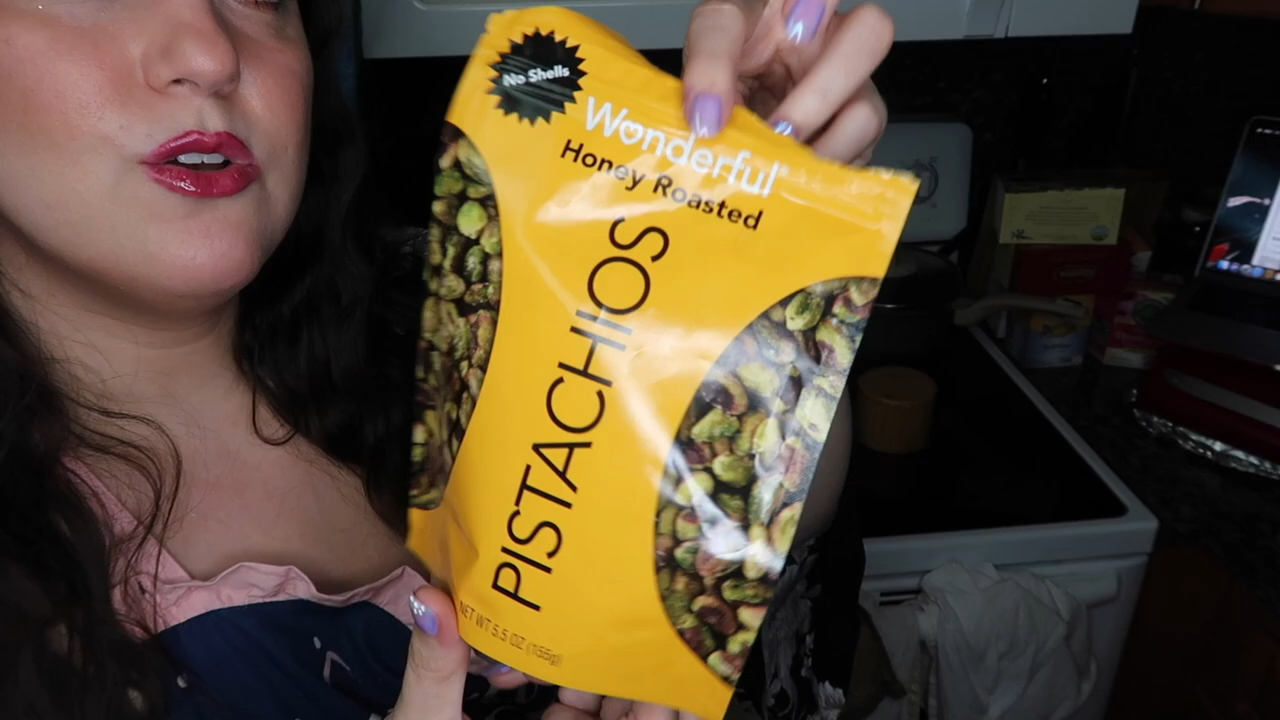 No Shells
Wonderful
Honey Roasted
PISTACHIOS
NET WT 5.5 OZ (155g)